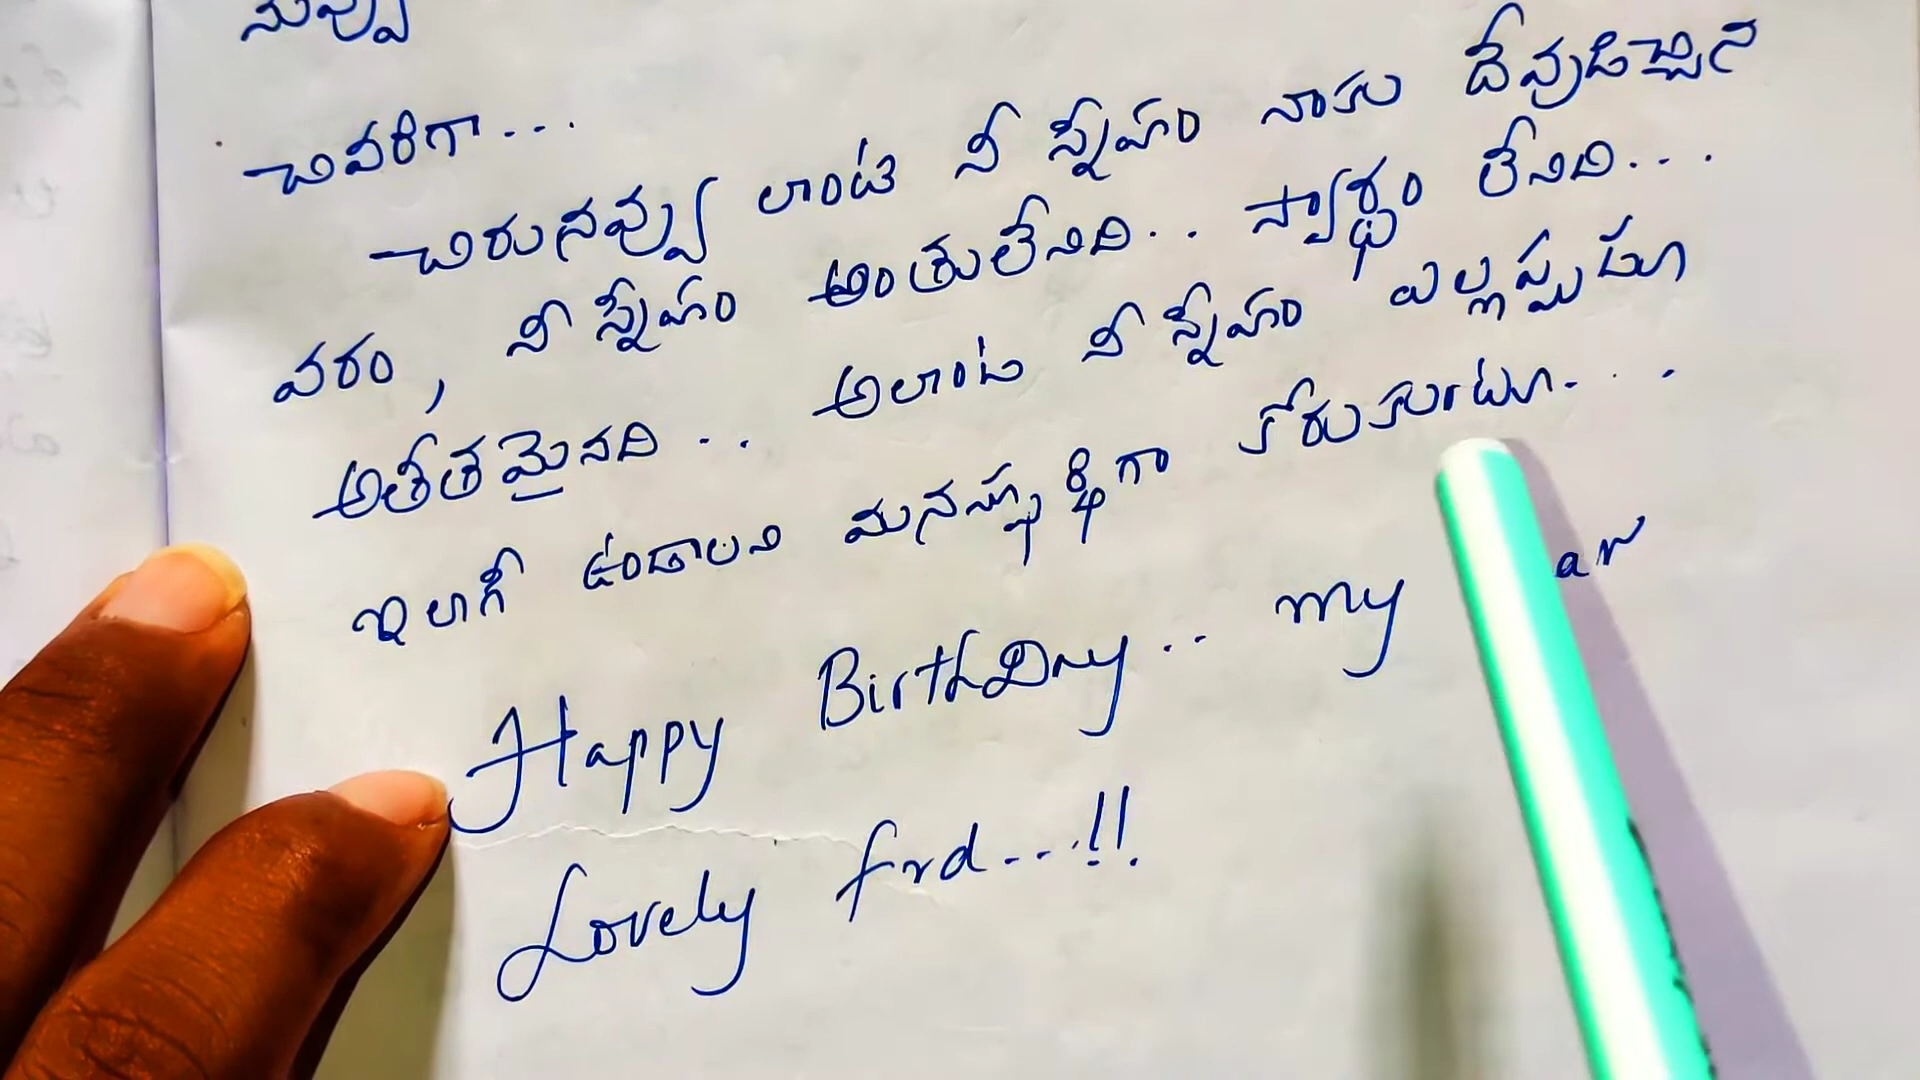 నువ్వు
చివరిగా...
చిరునవ్వు లాంటి నీ స్నేహం నాకు దేవుడిచ్చిన
వరం, నీ స్నేహం అంతులేనిది.. స్వార్థం లేనిది...
అతీతమైనది .. అలాంటి నీ స్నేహం ఎల్లప్పుడూ
ఇలాగే ఉండాలని మనస్ఫూర్తిగా కోరుకుంటూ...
Happy BirthDay.. my
Lovely frd...!!